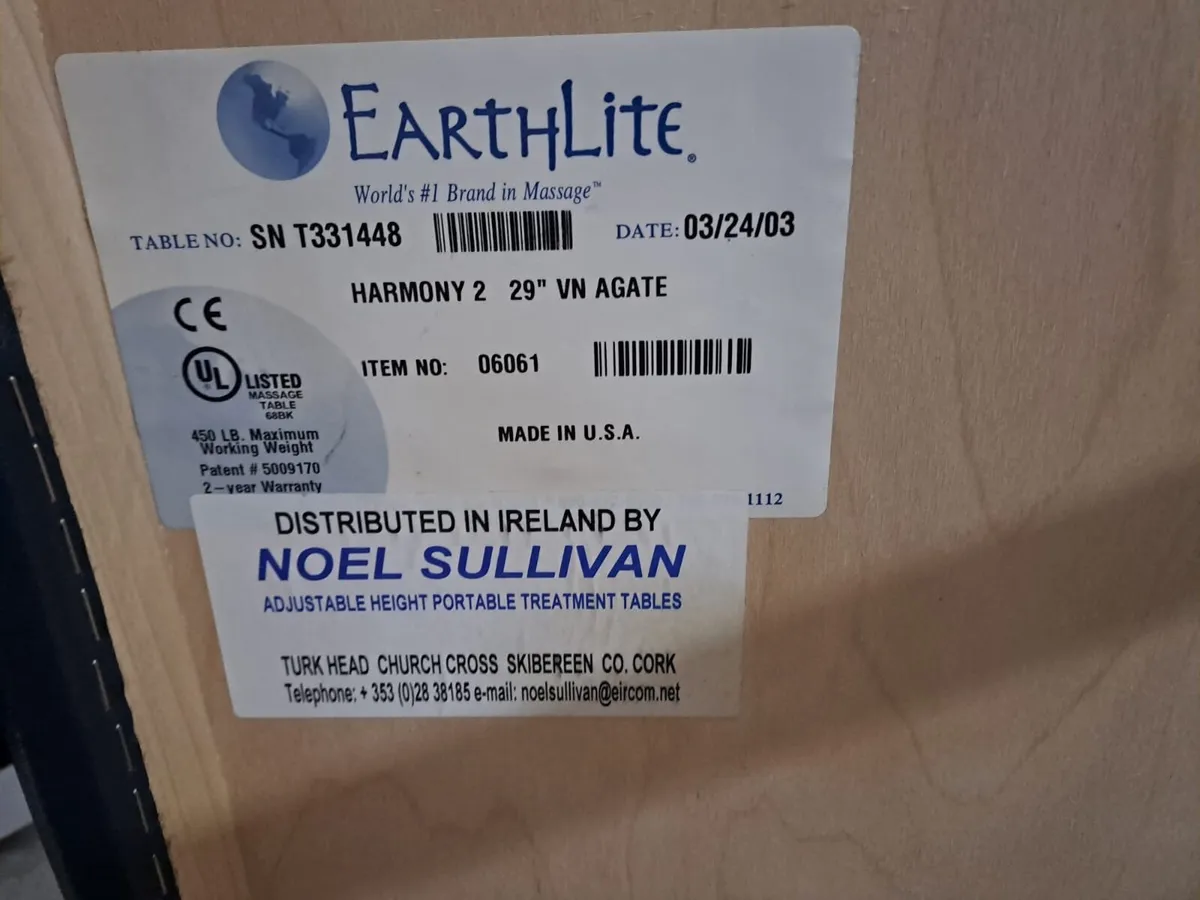 EARTHLITE®
World's #1 Brand in Massage™
TABLE NO: SN T331448 DATE: 03/24/03
HARMONY 2 29" VN AGATE
CE
UL LISTED
MASSAGE
TABLE
68BK
ITEM NO: 06061
450 LB. Maximum
Working Weight
Patent # 5009170
2-year Warranty
MADE IN U.S.A.
1112
DISTRIBUTED IN IRELAND BY
NOEL SULLIVAN
ADJUSTABLE HEIGHT PORTABLE TREATMENT TABLES
TURK HEAD CHURCH CROSS SKIBEREEN CO. CORK
Telephone: + 353 (0)28 38185 e-mail: noelsullivan@eircom.net